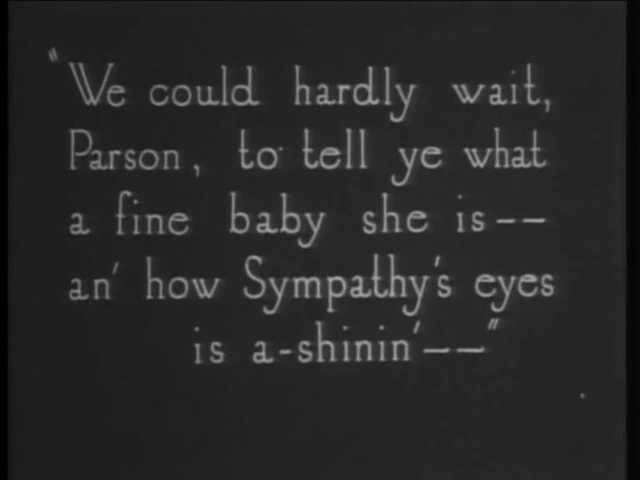 "We could hardly wait,
Parson, to tell ye what
a fine baby she is--
an' how Sympathy's eyes
is a-shinin'--"